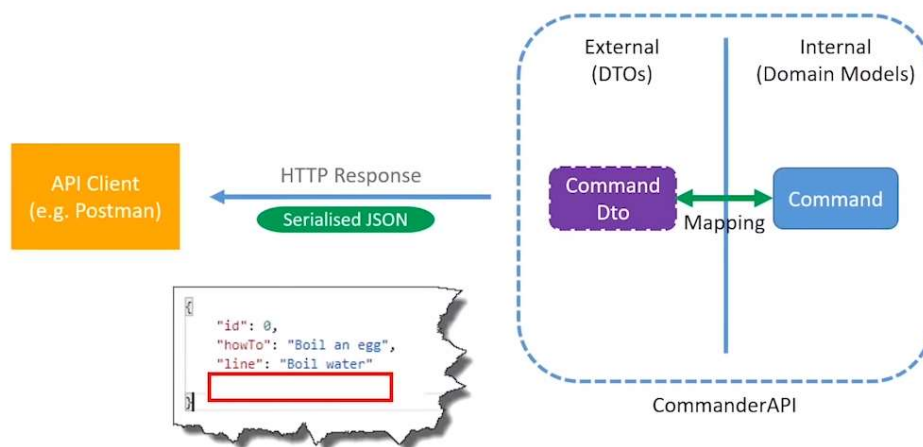 External
(DTOs)
Internal
(Domain Models)
API Client
(e.g. Postman)
HTTP Response
Serialised JSON
Command
Dto
Mapping
Command
{
"id": 0,
"howTo": "Boil an egg",
"line": "Boil water"
}
CommanderAPI